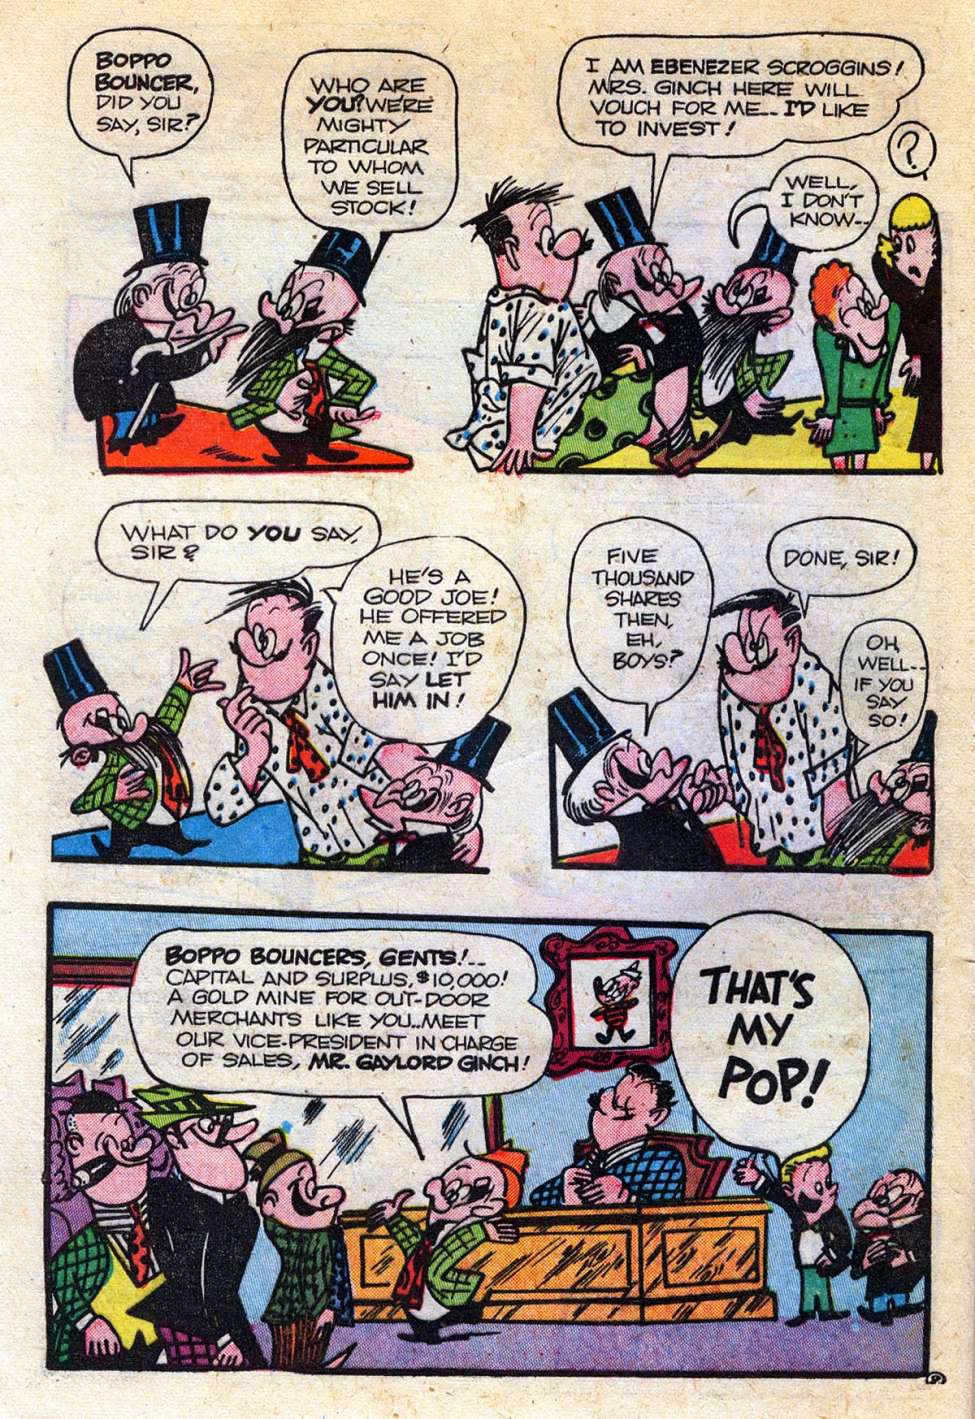 BOPPO
BOUNCER,
DID YOU
SAY, SIR?
WHO ARE
YOU? WE'RE
MIGHTY
PARTICULAR
TO WHOM
WE SELL
STOCK!
I AM EBENEZER SCROGGINS!
MRS. GINCH HERE WILL
VOUCH FOR ME-- I'D LIKE
TO INVEST!
WELL,
I DON'T
KNOW--
?
WHAT DO YOU SAY,
SIR?
HE'S A
GOOD JOE!
HE OFFERED
ME A JOB
ONCE! I'D
SAY LET
HIM IN!
FIVE
THOUSAND
SHARES
THEN,
EH,
BOYS?
DONE, SIR!
OH,
WELL--
IF YOU
SAY
SO!
BOPPO BOUNCERS, GENTS!--
CAPITAL AND SURPLUS, $10,000!
A GOLD MINE FOR OUT-DOOR
MERCHANTS LIKE YOU..MEET
OUR VICE-PRESIDENT IN CHARGE
OF SALES, MR. GAYLORD GINCH!
THAT'S
MY
POP!